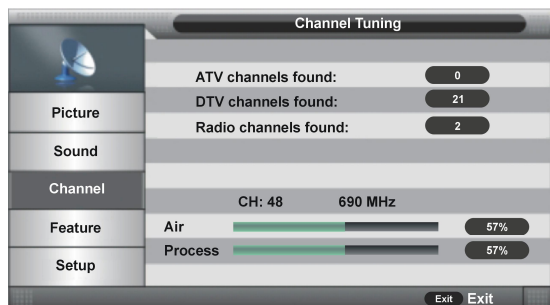 Channel Tuning
ATV channels found: 0
DTV channels found: 21
Radio channels found: 2
Picture
Sound
Channel
Feature
Setup
CH: 48 690 MHz
Air 57%
Process 57%
Exit Exit